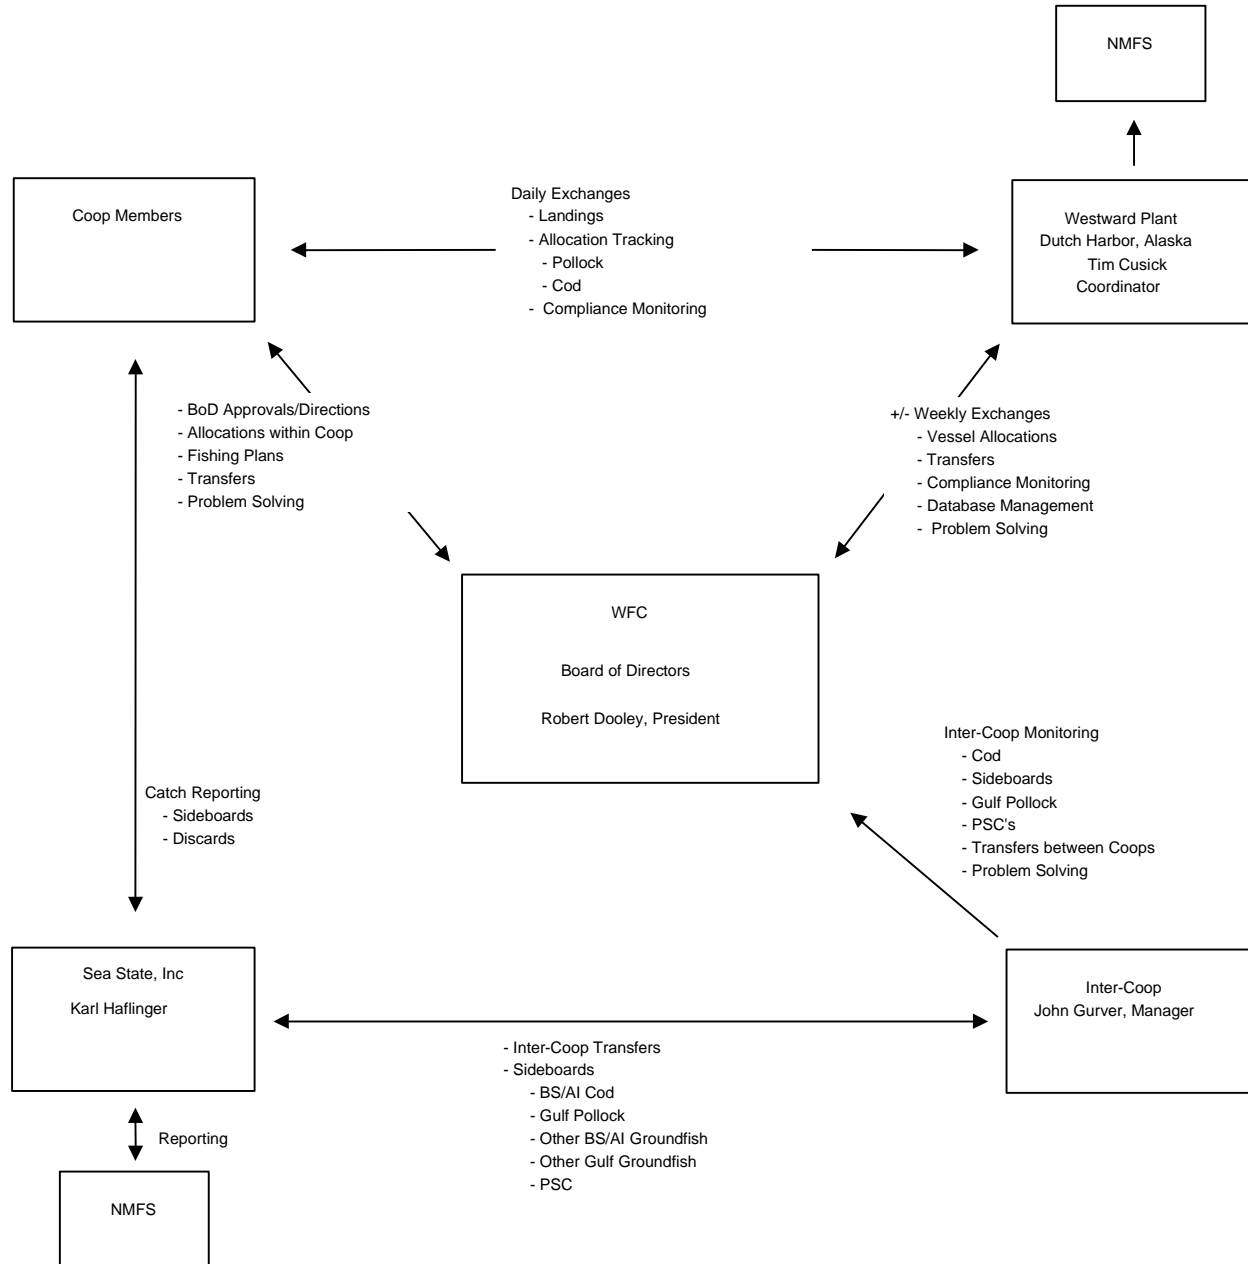 NMFS
Coop Members
Daily Exchanges
- Landings
- Allocation Tracking
- Pollock
- Cod
- Compliance Monitoring
Westward Plant
Dutch Harbor, Alaska
Tim Cusick
Coordinator
- BoD Approvals/Directions
- Allocations within Coop
- Fishing Plans
- Transfers
- Problem Solving
+/- Weekly Exchanges
- Vessel Allocations
- Transfers
- Compliance Monitoring
- Database Management
- Problem Solving
WFC
Board of Directors
Robert Dooley, President
Inter-Coop Monitoring
- Cod
- Sideboards
- Gulf Pollock
- PSC's
- Transfers between Coops
- Problem Solving
Catch Reporting
- Sideboards
- Discards
Sea State, Inc
Karl Haflinger
Inter-Coop
John Gurver, Manager
- Inter-Coop Transfers
- Sideboards
- BS/AI Cod
- Gulf Pollock
- Other BS/AI Groundfish
- Other Gulf Groundfish
- PSC
Reporting
NMFS